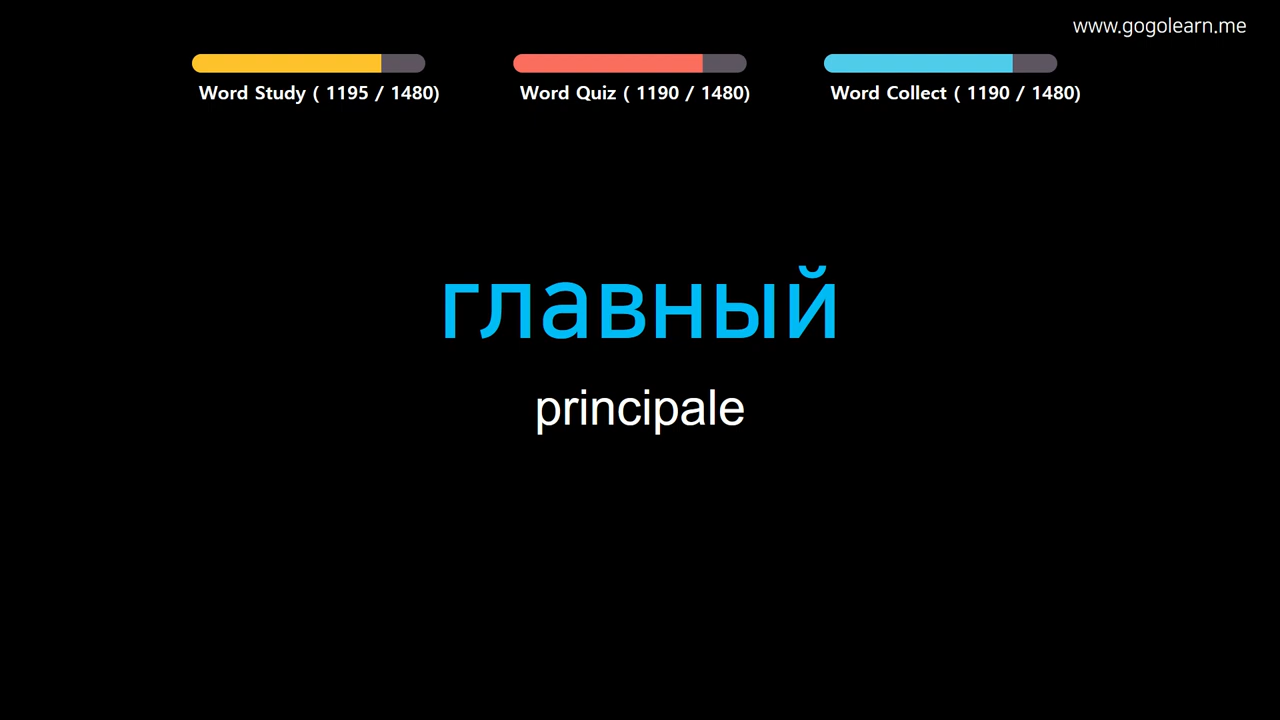 www.gogolearn.me
Word Study ( 1195 / 1480)
Word Quiz ( 1190 / 1480)
Word Collect ( 1190 / 1480)
главный
principale